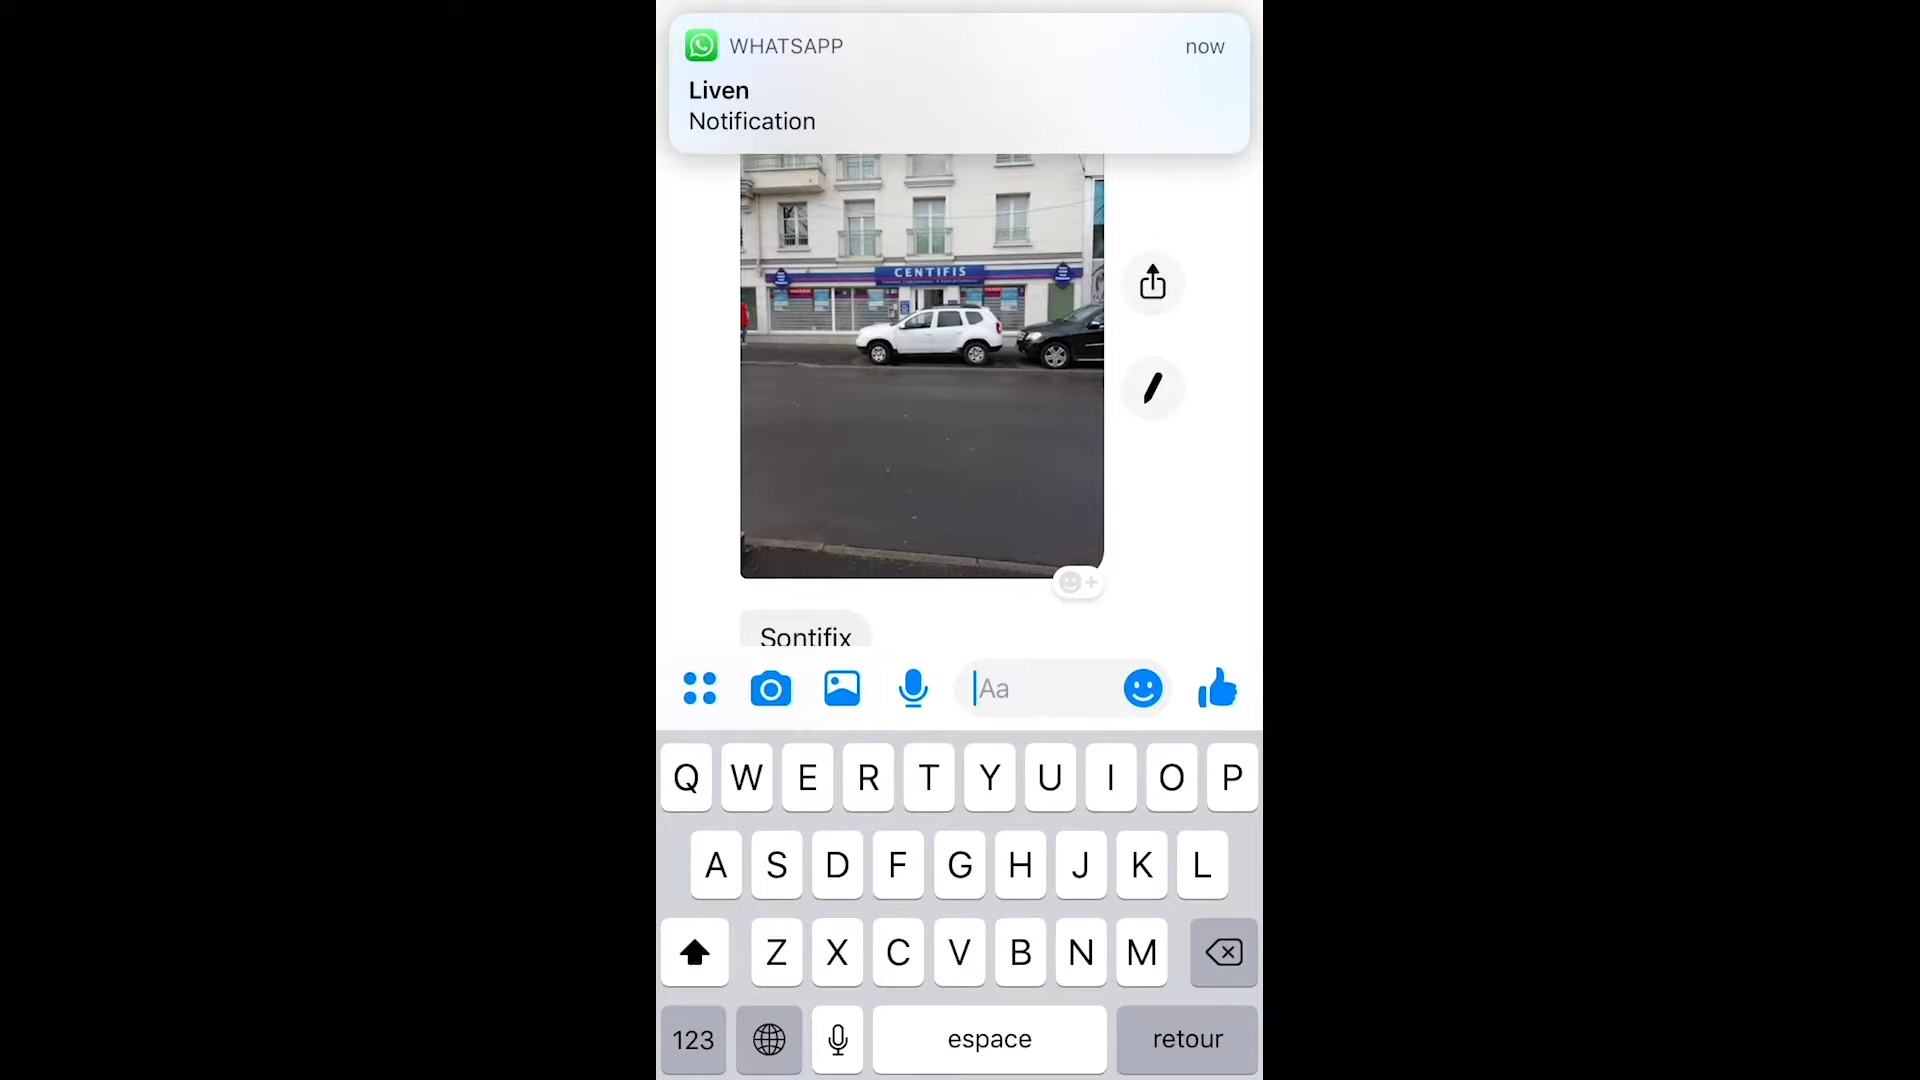 WHATSAPP
now
Liven
Notification
CENTIFIS
Sontifix
Aa
Q W E R T Y U I O P
A S D F G H J K L
Z X C V B N M
123
espace
retour